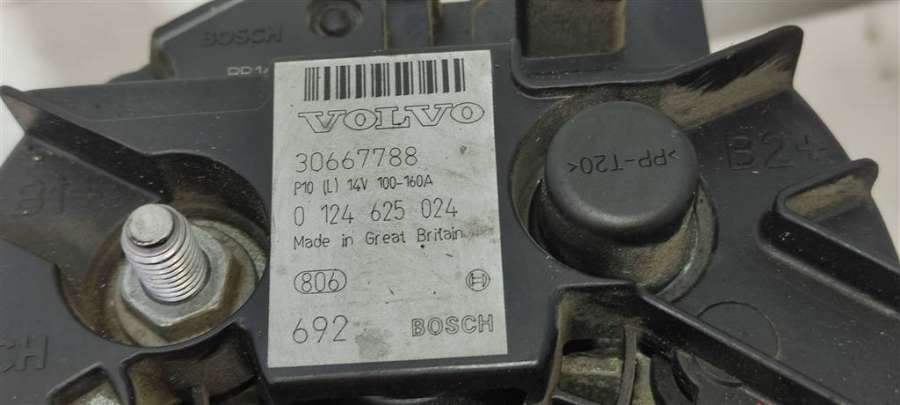 BOSCH
VOLVO
30667788
P10 (L) 14V 100-160A
0 124 625 024
Made in Great Britain
806
692 BOSCH
>PP-T20<
B2+